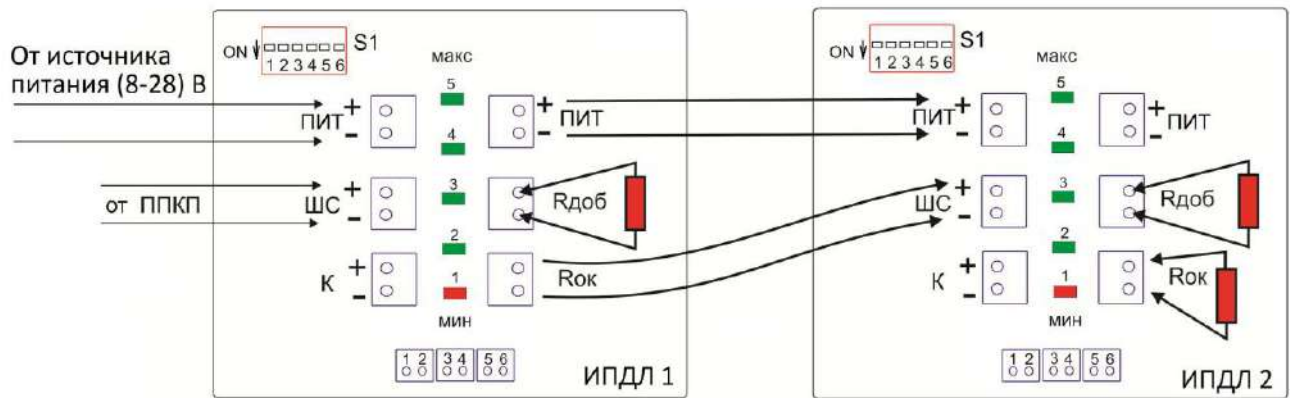 От источника
питания (8-28) В
ON S1
1 2 3 4 5 6
макс
5
+ ПИТ -
4
+ ПИТ -
от ППКП
+ ШС -
3
Rдоб
2
+ К -
1
Rок
мин
1 2 3 4 5 6
ИПДЛ 1
ON S1
1 2 3 4 5 6
макс
5
+ ПИТ -
4
+ ПИТ -
+ ШС -
3
Rдоб
2
+ К -
1
Rок
мин
1 2 3 4 5 6
ИПДЛ 2